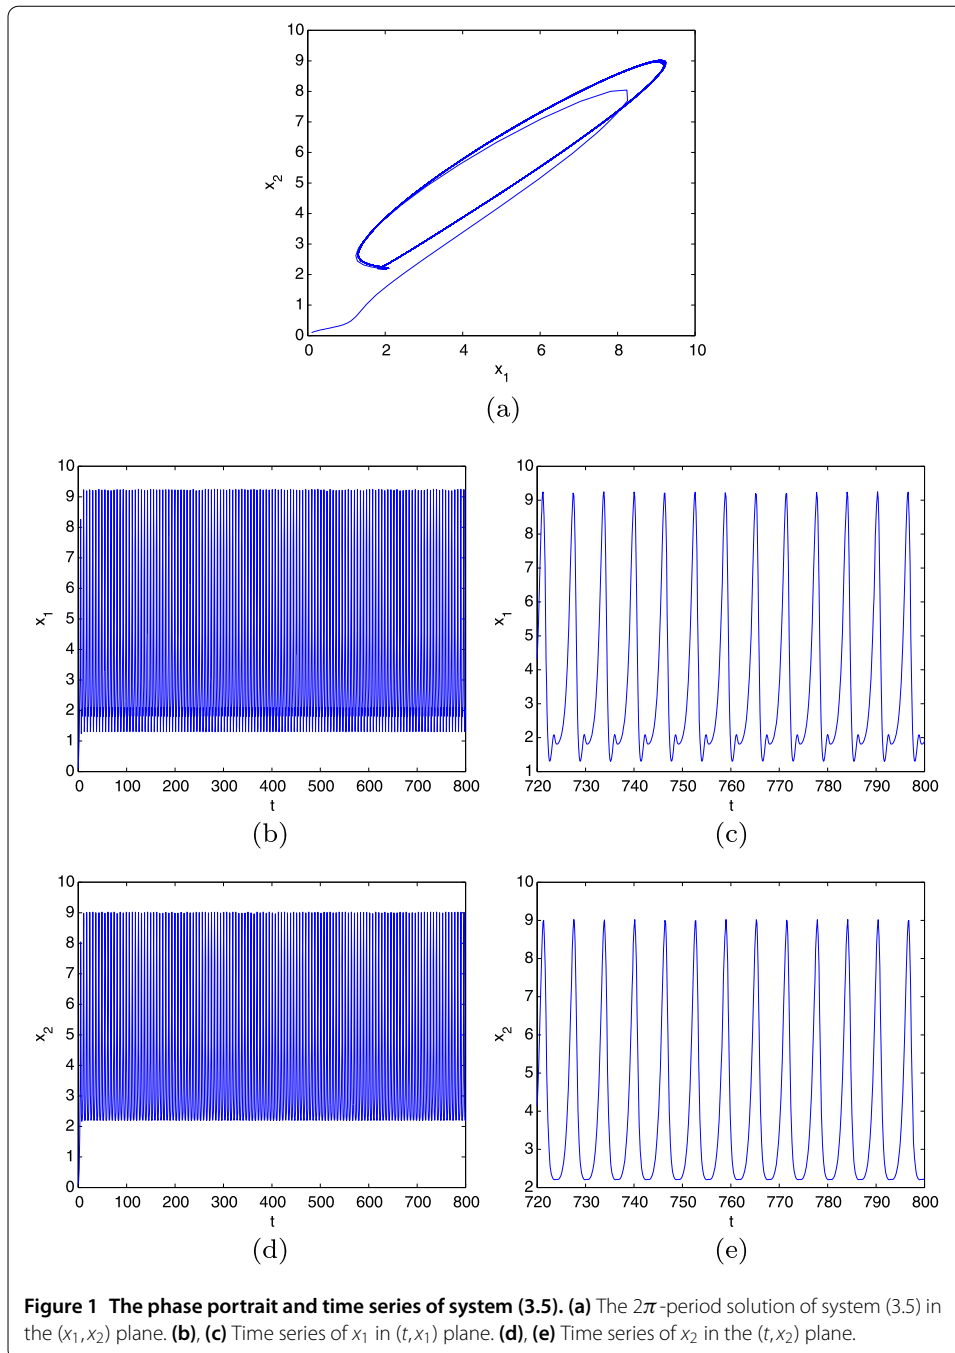 10
9
8
7
6
5
4
3
2
1
0
x2
0 2 4 6 8 10
x1
(a)
10
9
8
7
6
5
4
3
2
1
0
x1
0 100 200 300 400 500 600 700 800
t
(b)
10
9
8
7
6
5
4
3
2
1
x1
720 730 740 750 760 770 780 790 800
t
(c)
10
9
8
7
6
5
4
3
2
1
0
x2
0 100 200 300 400 500 600 700 800
t
(d)
10
9
8
7
6
5
4
3
2
x2
720 730 740 750 760 770 780 790 800
t
(e)
Figure 1 The phase portrait and time series of system (3.5). (a) The 2π-period solution of system (3.5) in
the (x1, x2) plane. (b), (c) Time series of x1 in (t, x1) plane. (d), (e) Time series of x2 in the (t, x2) plane.